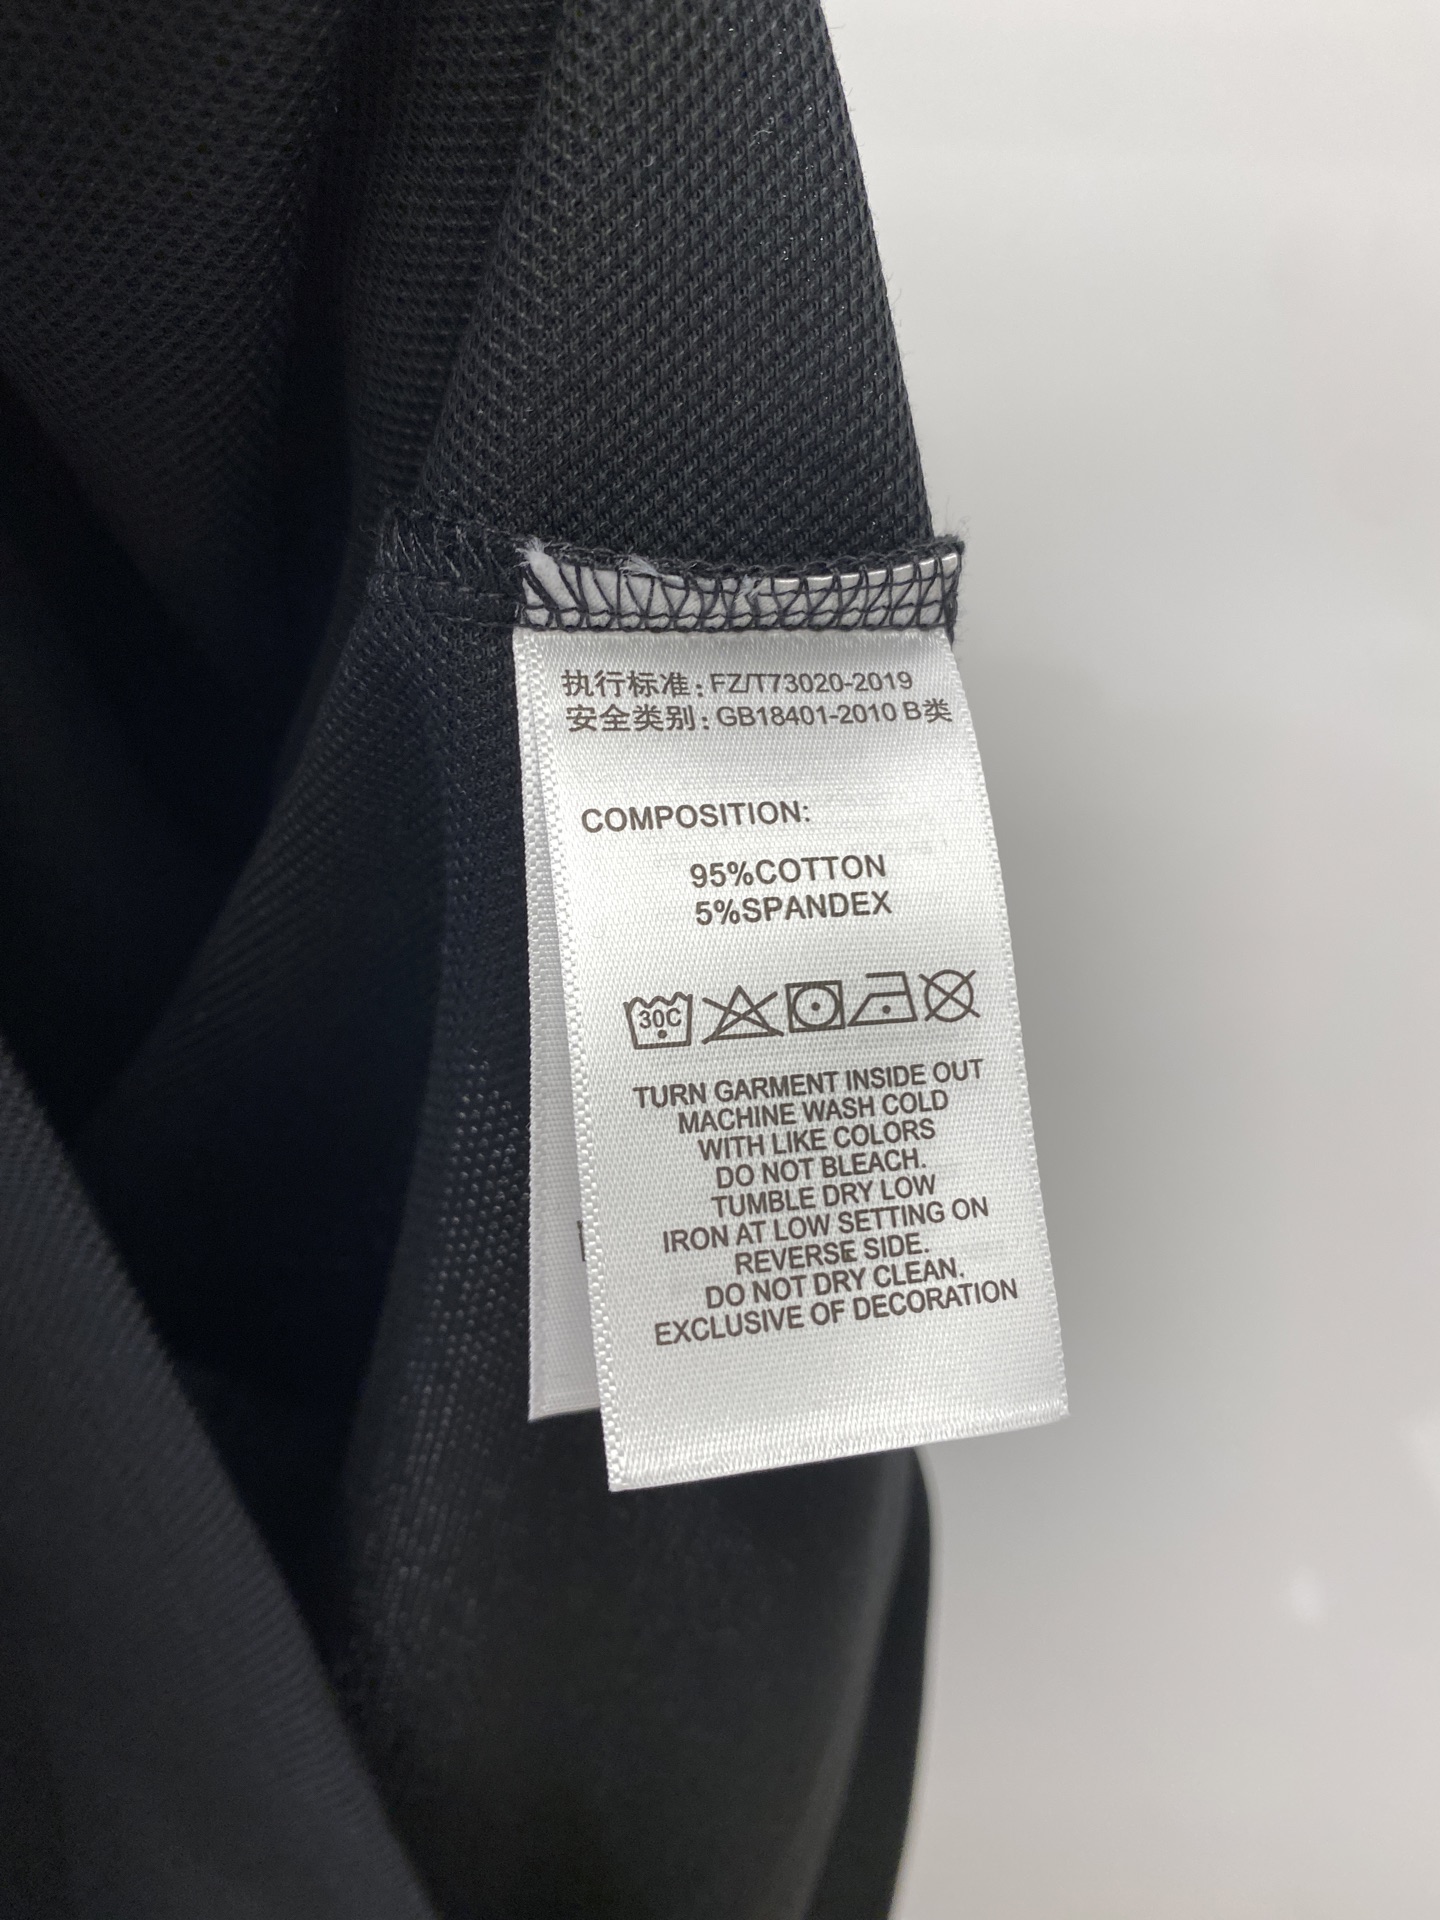 执行标准：FZ/T73020-2019
安全类别：GB18401-2010 B类
COMPOSITION:
95%COTTON
5%SPANDEX
30C
TURN GARMENT INSIDE OUT
MACHINE WASH COLD
WITH LIKE COLORS
DO NOT BLEACH.
TUMBLE DRY LOW
IRON AT LOW SETTING ON
REVERSE SIDE.
DO NOT DRY CLEAN.
EXCLUSIVE OF DECORATION